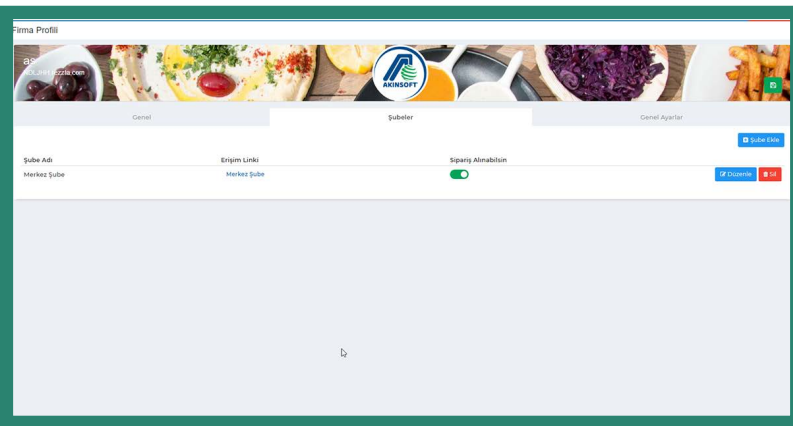 Firma Profili
as
AKINSOFT
Genel
Şubeler
Genel Ayarlar
Şube Ekle
Şube Adı
Erişim Linki
Sipariş Alınabilsin
Merkez Şube
Merkez Şube
Düzenle
Sil